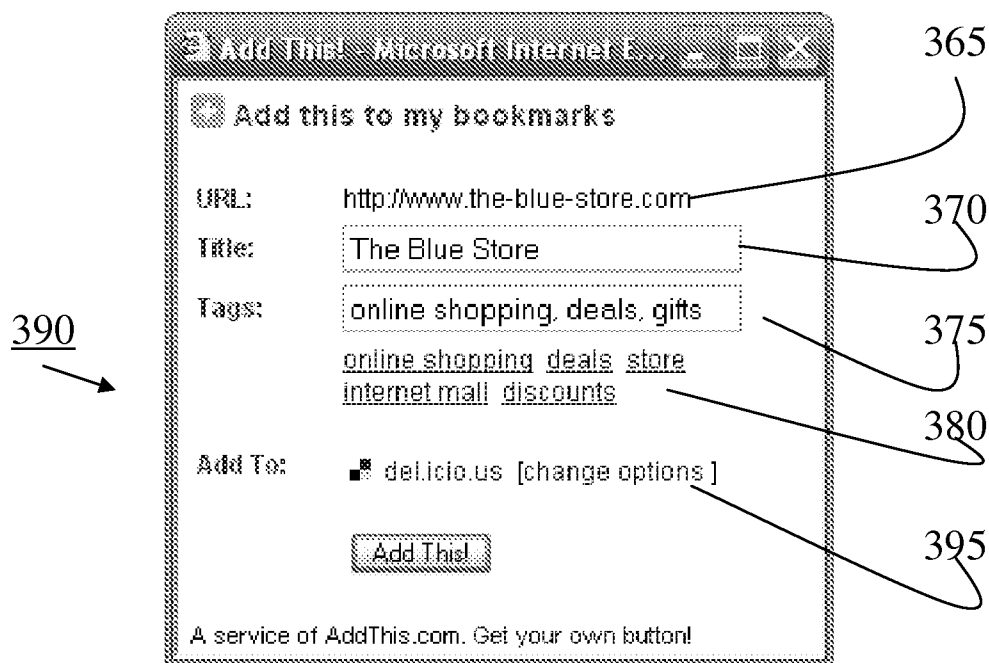 Add This! - Microsoft Internet E...
365
Add this to my bookmarks
URL: http://www.the-blue-store.com
370
Title: The Blue Store
Tags: online shopping, deals, gifts
375
390
online shopping deals store
internet mall discounts
380
Add To: del.icio.us [change options ]
395
Add This!
A service of AddThis.com. Get your own button!